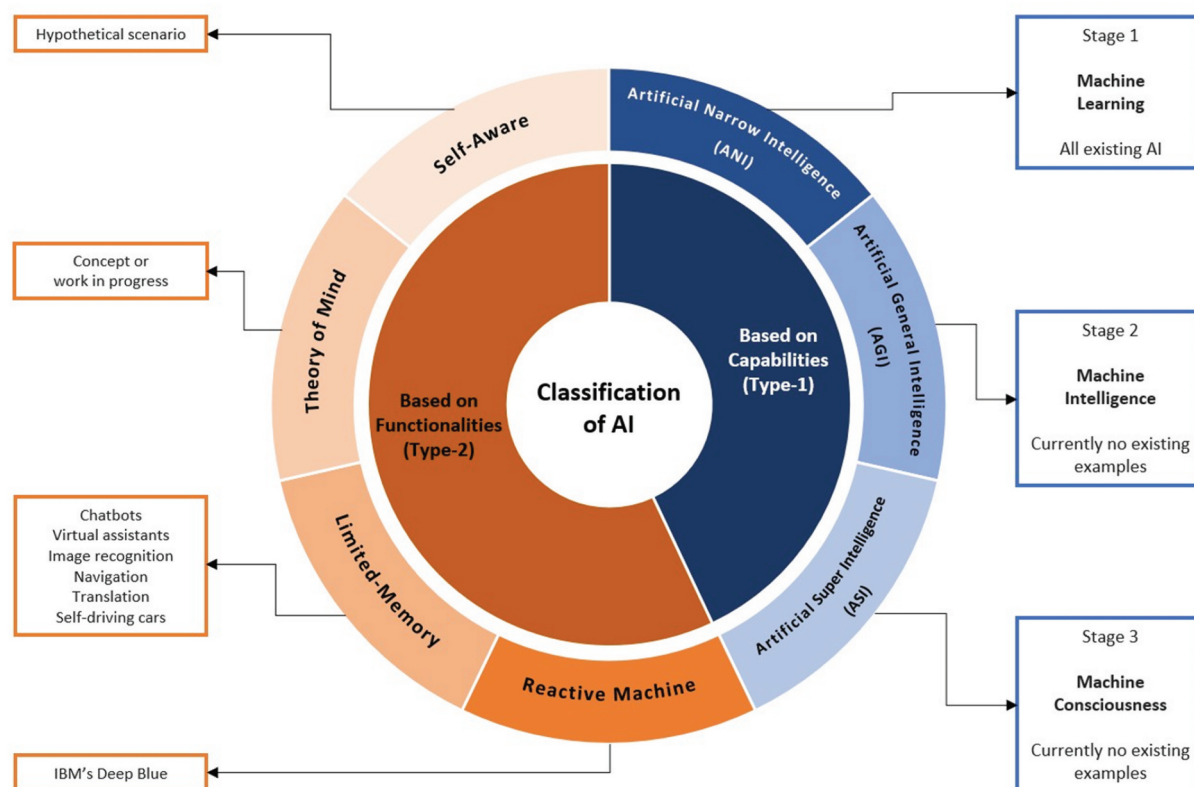 Hypothetical scenario
Stage 1
Machine
Learning
All existing AI
Self-Aware
Artificial Narrow Intelligence
(ANI)
Concept or
work in progress
Theory of Mind
Artificial General Intelligence
(AGI)
Based on
Capabilities
(Type-1)
Classification
of AI
Based on
Functionalities
(Type-2)
Stage 2
Machine
Intelligence
Currently no existing
examples
Chatbots
Virtual assistants
Image recognition
Navigation
Translation
Self-driving cars
Limited-Memory
Artificial Super Intelligence
(ASI)
Reactive Machine
Stage 3
Machine
Consciousness
Currently no existing
examples
IBM's Deep Blue